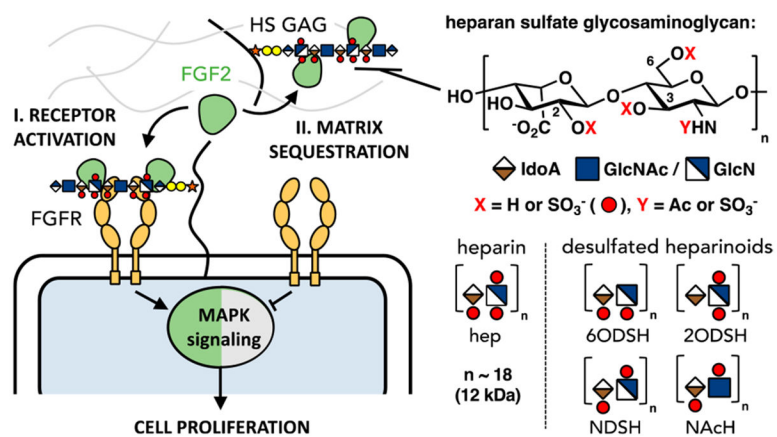 HS GAG
FGF2
I. RECEPTOR
ACTIVATION
II. MATRIX
SEQUESTRATION
FGFR
MAPK
signaling
CELL PROLIFERATION
heparan sulfate glycosaminoglycan:
6
OX
O
O
HO
HO
2
-O2C
OX
O
3
XO
O
YHN
O
n
IdoA GlcNAc / GlcN
X = H or SO3- ( ), Y = Ac or SO3-
heparin
n
hep
n ~ 18
(12 kDa)
desulfated heparinoids
n
n
6ODSH 2ODSH
n
n
NDSH NAcH